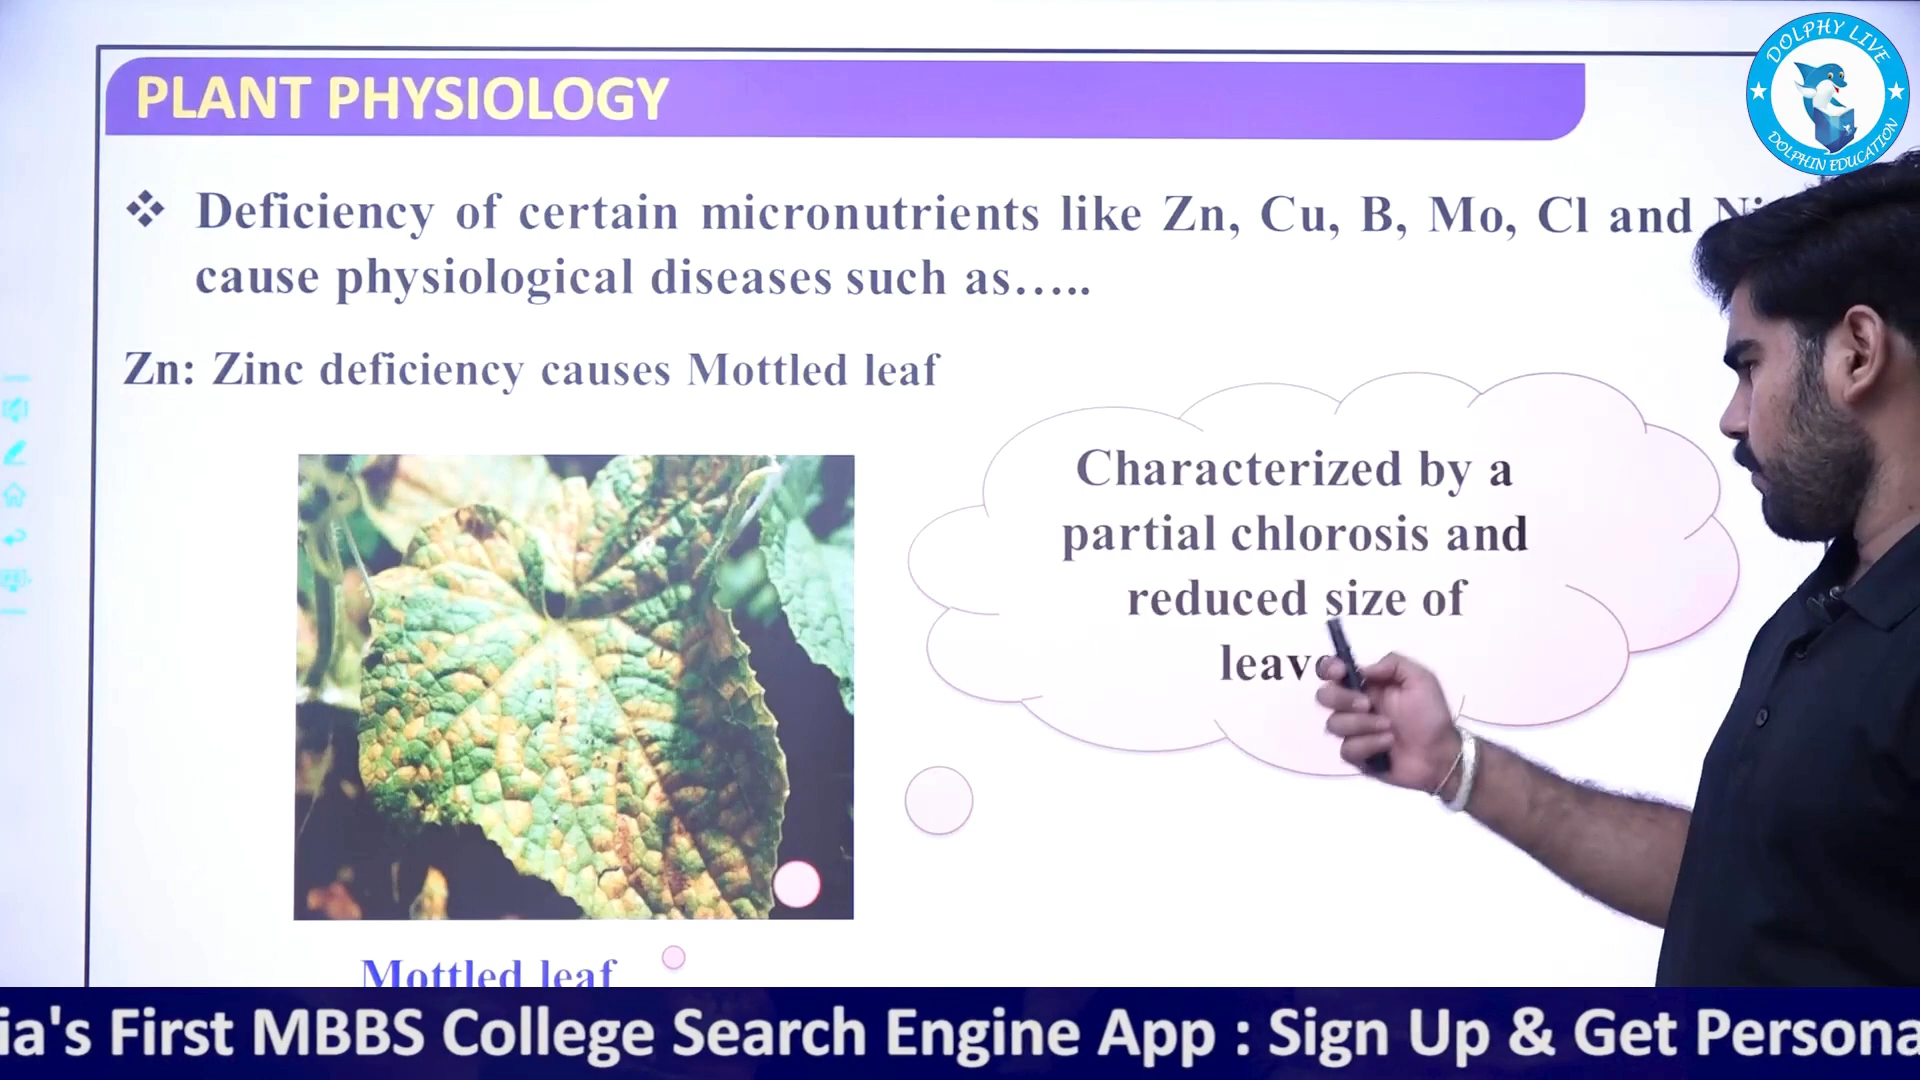 DOLPHY LIVE
DOLPHIN EDUCATION
PLANT PHYSIOLOGY
Deficiency of certain micronutrients like Zn, Cu, B, Mo, Cl and
cause physiological diseases such as…..
Zn: Zinc deficiency causes Mottled leaf
Characterized by a
partial chlorosis and
reduced size of
Mottled leaf
First MBBS College Search Engine App : Sign Up & Get